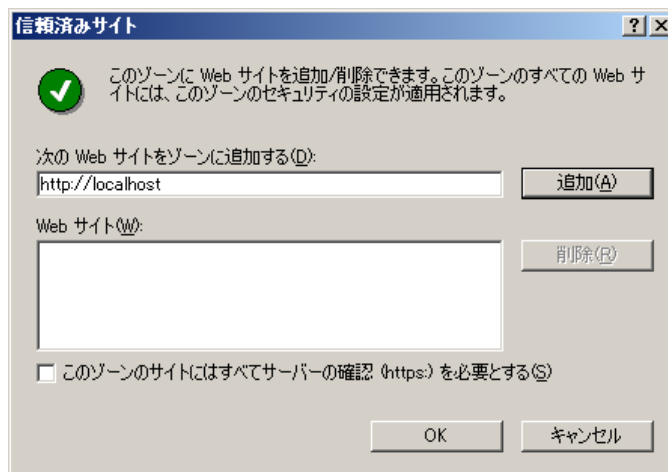 信頼済みサイト
このゾーンに Web サイトを追加/削除できます。このゾーンのすべての Web サ
イトには、このゾーンのセキュリティの設定が適用されます。
次の Web サイトをゾーンに追加する(D):
http://localhost
追加(A)
Web サイト(W):
削除(R)
このゾーンのサイトにはすべてサーバーの確認 (https:) を必要とする(S)
OK
キャンセル